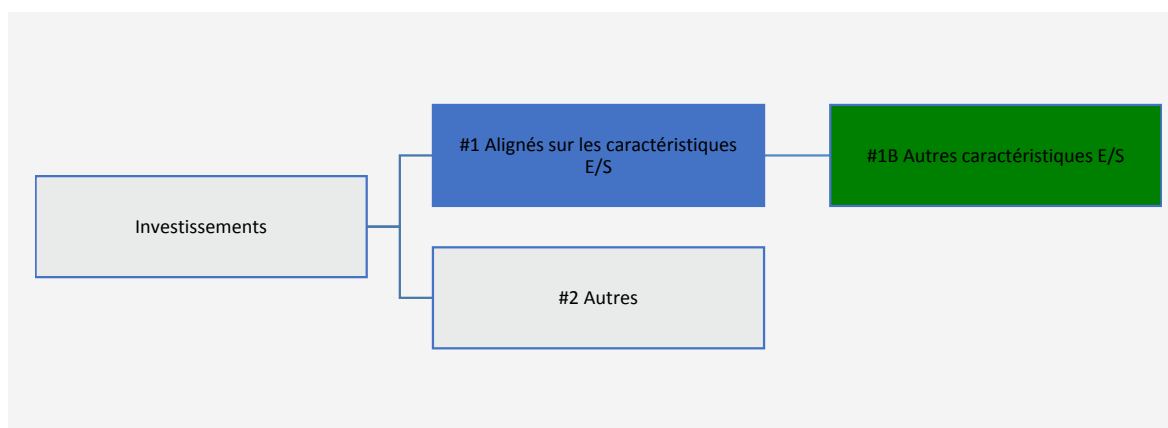 #1 Alignés sur les caractéristiques
E/S
#1B Autres caractéristiques E/S
Investissements
#2 Autres